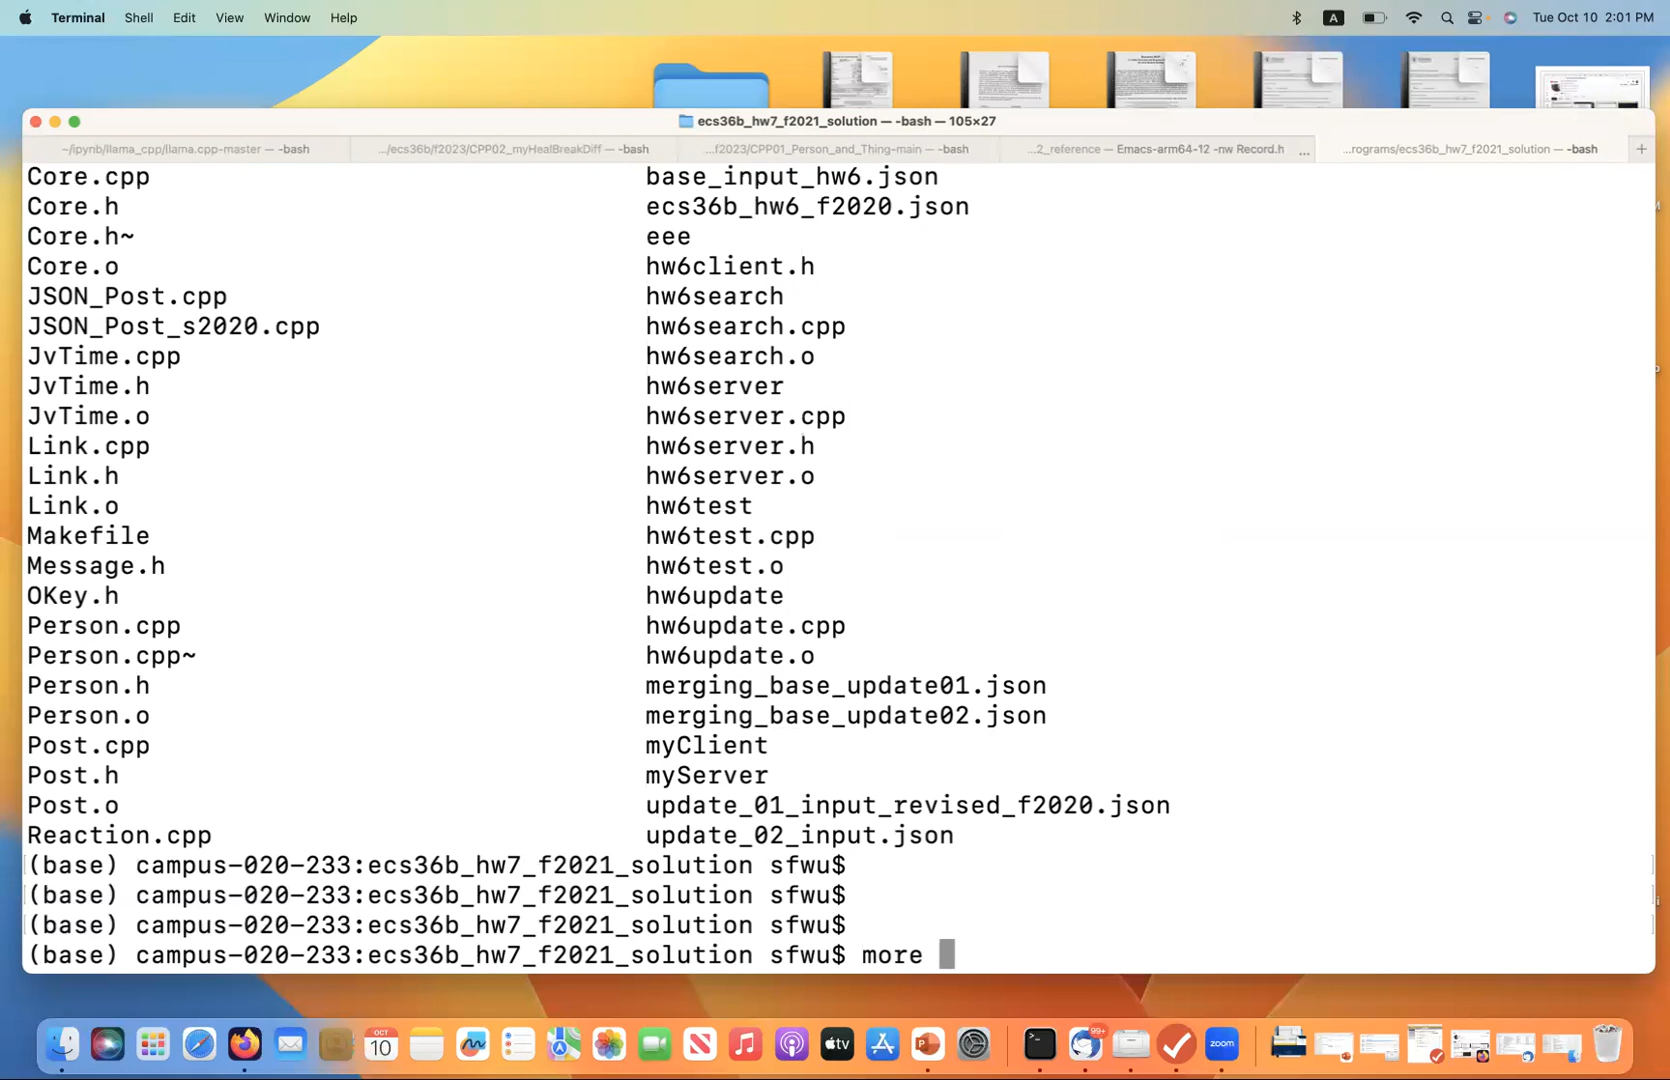 Terminal Shell Edit View Window Help A Tue Oct 10 2:01 PM
ecs36b_hw7_f2021_solution — -bash — 105×27
~/ipynb/llama_cpp/llama.cpp-master — -bash .../ecs36b/f2023/CPP02_myHealBreakDiff — -bash ...f2023/CPP01_Person_and_Thing-main — -bash ...2_reference — Emacs-arm64-12 -nw Record.h ... ...rograms/ecs36b_hw7_f2021_solution — -bash +
Core.cpp base_input_hw6.json
Core.h ecs36b_hw6_f2020.json
Core.h~ eee
Core.o hw6client.h
JSON_Post.cpp hw6search
JSON_Post_s2020.cpp hw6search.cpp
JvTime.cpp hw6search.o
JvTime.h hw6server
JvTime.o hw6server.cpp
Link.cpp hw6server.h
Link.h hw6server.o
Link.o hw6test
Makefile hw6test.cpp
Message.h hw6test.o
OKey.h hw6update
Person.cpp hw6update.cpp
Person.cpp~ hw6update.o
Person.h merging_base_update01.json
Person.o merging_base_update02.json
Post.cpp myClient
Post.h myServer
Post.o update_01_input_revised_f2020.json
Reaction.cpp update_02_input.json
(base) campus-020-233:ecs36b_hw7_f2021_solution sfwu$
(base) campus-020-233:ecs36b_hw7_f2021_solution sfwu$
(base) campus-020-233:ecs36b_hw7_f2021_solution sfwu$
(base) campus-020-233:ecs36b_hw7_f2021_solution sfwu$ more
OCT
10
tv
99+
zoom